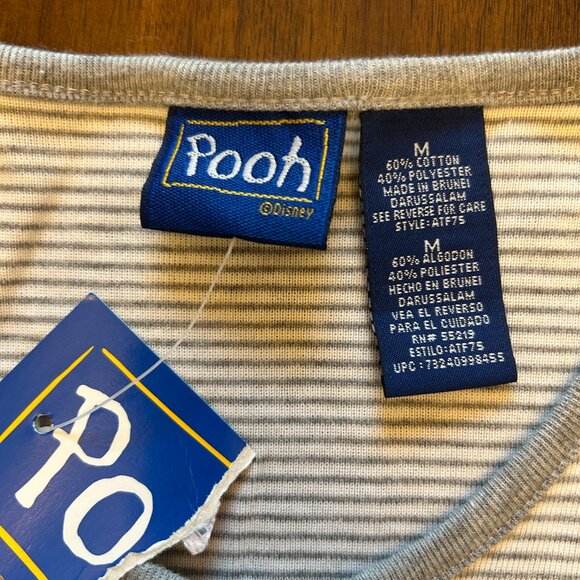 Pooh
©Disney
M
60% COTTON
40% POLYESTER
MADE IN BRUNEI
DARUSSALAM
SEE REVERSE FOR CARE
STYLE: ATF75
M
60% ALGODON
40% POLIESTER
HECHO EN BRUNEI
DARUSSALAM
VEA EL REVERSO
PARA EL CUIDADO
RN# 55219
ESTILO:ATF75
UPC :73240998455
PO